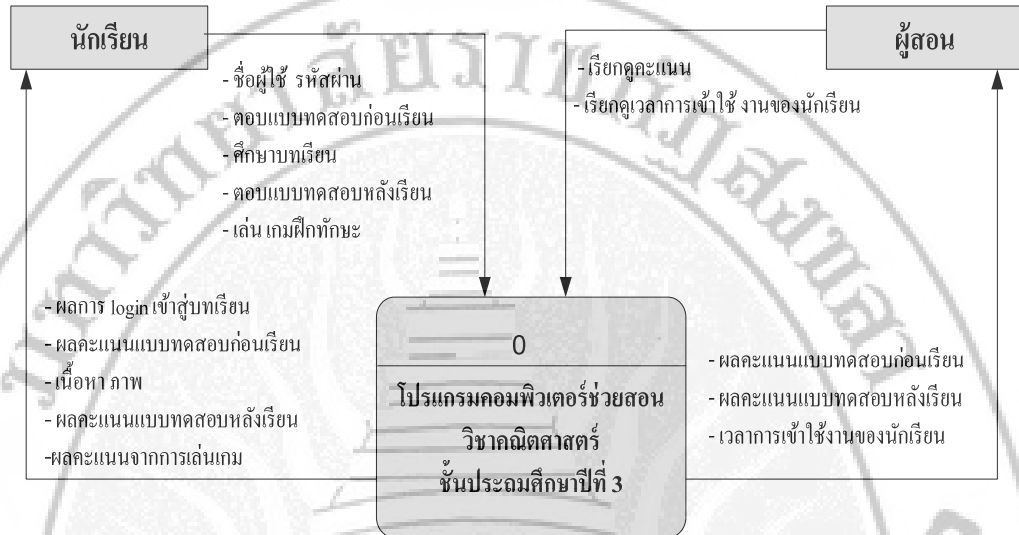 นักเรียน
ผู้สอน
- ชื่อผู้ใช้ รหัสผ่าน
- ตอบแบบทดสอบก่อนเรียน
- ศึกษาบทเรียน
- ตอบแบบทดสอบหลังเรียน
- เล่น เกมฝึกทักษะ
- เรียกดูคะแนน
- เรียกดูเวลาการเข้าใช้ งานของนักเรียน
- ผลการ login เข้าสู่บทเรียน
- ผลคะแนนแบบทดสอบก่อนเรียน
- เนื้อหา ภาพ
- ผลคะแนนแบบทดสอบหลังเรียน
-ผลคะแนนจากการเล่นเกม
0
โปรแกรมคอมพิวเตอร์ช่วยสอน
วิชาคณิตศาสตร์
ชั้นประถมศึกษาปีที่ 3
- ผลคะแนนแบบทดสอบก่อนเรียน
- ผลคะแนนแบบทดสอบหลังเรียน
- เวลาการเข้าใช้งานของนักเรียน